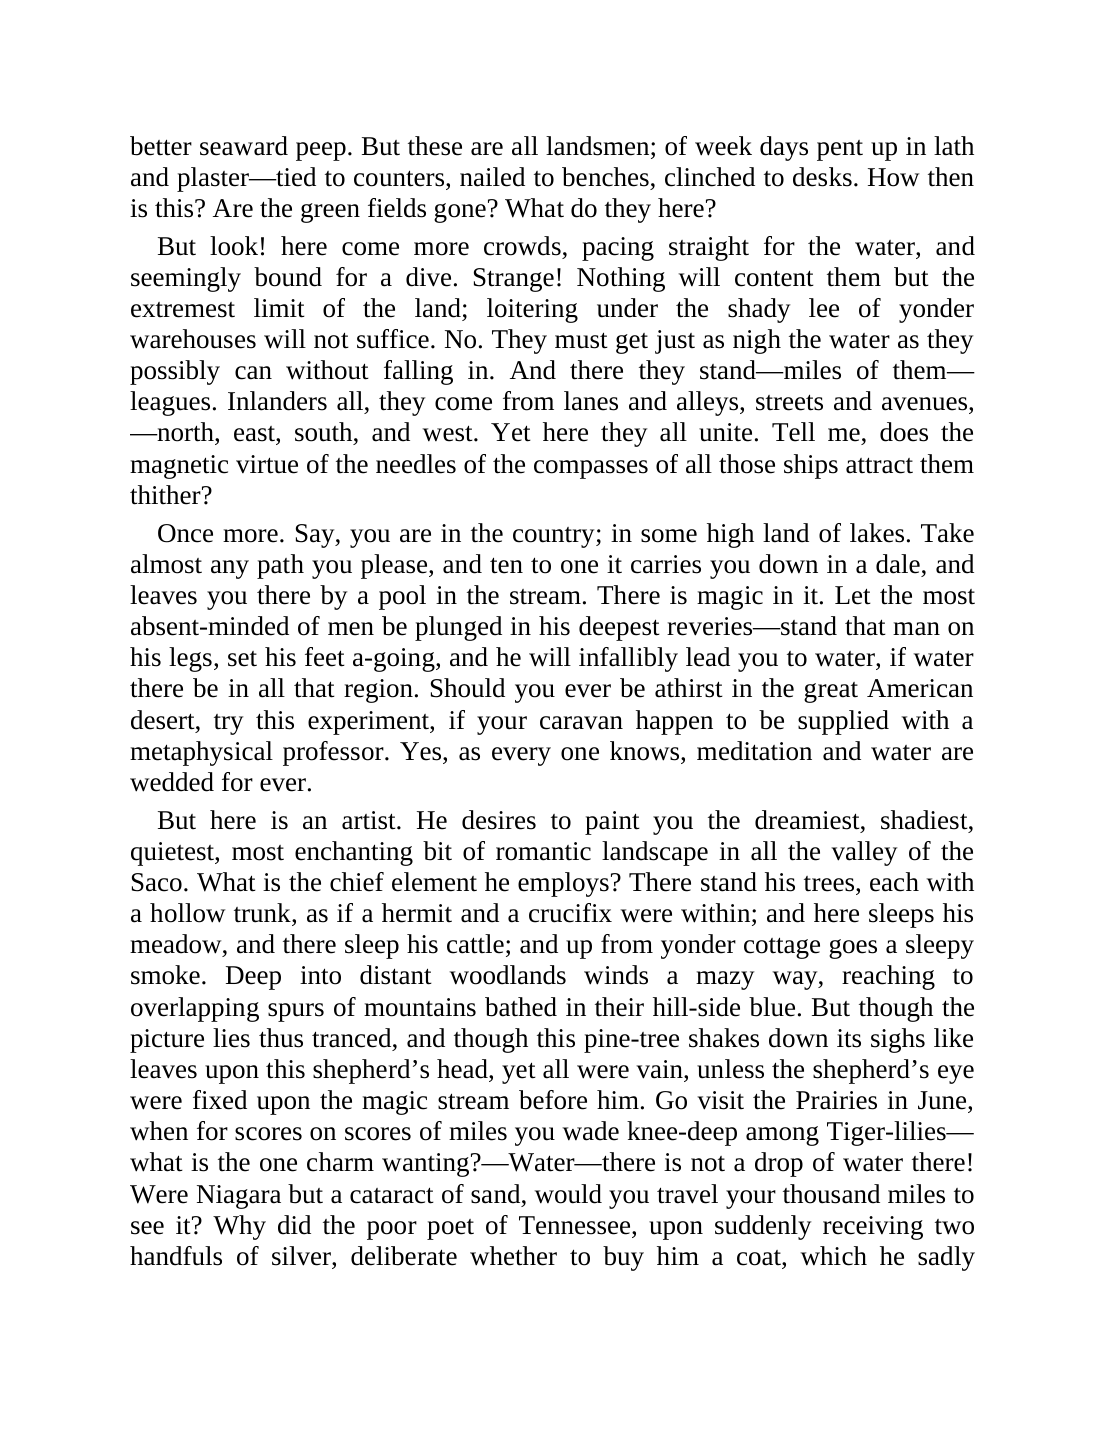 better seaward peep. But these are all landsmen; of week days pent up in lath
and plaster—tied to counters, nailed to benches, clinched to desks. How then
is this? Are the green fields gone? What do they here?
But look! here come more crowds, pacing straight for the water, and
seemingly bound for a dive. Strange! Nothing will content them but the
extremest limit of the land; loitering under the shady lee of yonder
warehouses will not suffice. No. They must get just as nigh the water as they
possibly can without falling in. And there they stand—miles of them—
leagues. Inlanders all, they come from lanes and alleys, streets and avenues,
—north, east, south, and west. Yet here they all unite. Tell me, does the
magnetic virtue of the needles of the compasses of all those ships attract them
thither?
Once more. Say, you are in the country; in some high land of lakes. Take
almost any path you please, and ten to one it carries you down in a dale, and
leaves you there by a pool in the stream. There is magic in it. Let the most
absent-minded of men be plunged in his deepest reveries—stand that man on
his legs, set his feet a-going, and he will infallibly lead you to water, if water
there be in all that region. Should you ever be athirst in the great American
desert, try this experiment, if your caravan happen to be supplied with a
metaphysical professor. Yes, as every one knows, meditation and water are
wedded for ever.
But here is an artist. He desires to paint you the dreamiest, shadiest,
quietest, most enchanting bit of romantic landscape in all the valley of the
Saco. What is the chief element he employs? There stand his trees, each with
a hollow trunk, as if a hermit and a crucifix were within; and here sleeps his
meadow, and there sleep his cattle; and up from yonder cottage goes a sleepy
smoke. Deep into distant woodlands winds a mazy way, reaching to
overlapping spurs of mountains bathed in their hill-side blue. But though the
picture lies thus tranced, and though this pine-tree shakes down its sighs like
leaves upon this shepherd’s head, yet all were vain, unless the shepherd’s eye
were fixed upon the magic stream before him. Go visit the Prairies in June,
when for scores on scores of miles you wade knee-deep among Tiger-lilies—
what is the one charm wanting?—Water—there is not a drop of water there!
Were Niagara but a cataract of sand, would you travel your thousand miles to
see it? Why did the poor poet of Tennessee, upon suddenly receiving two
handfuls of silver, deliberate whether to buy him a coat, which he sadly